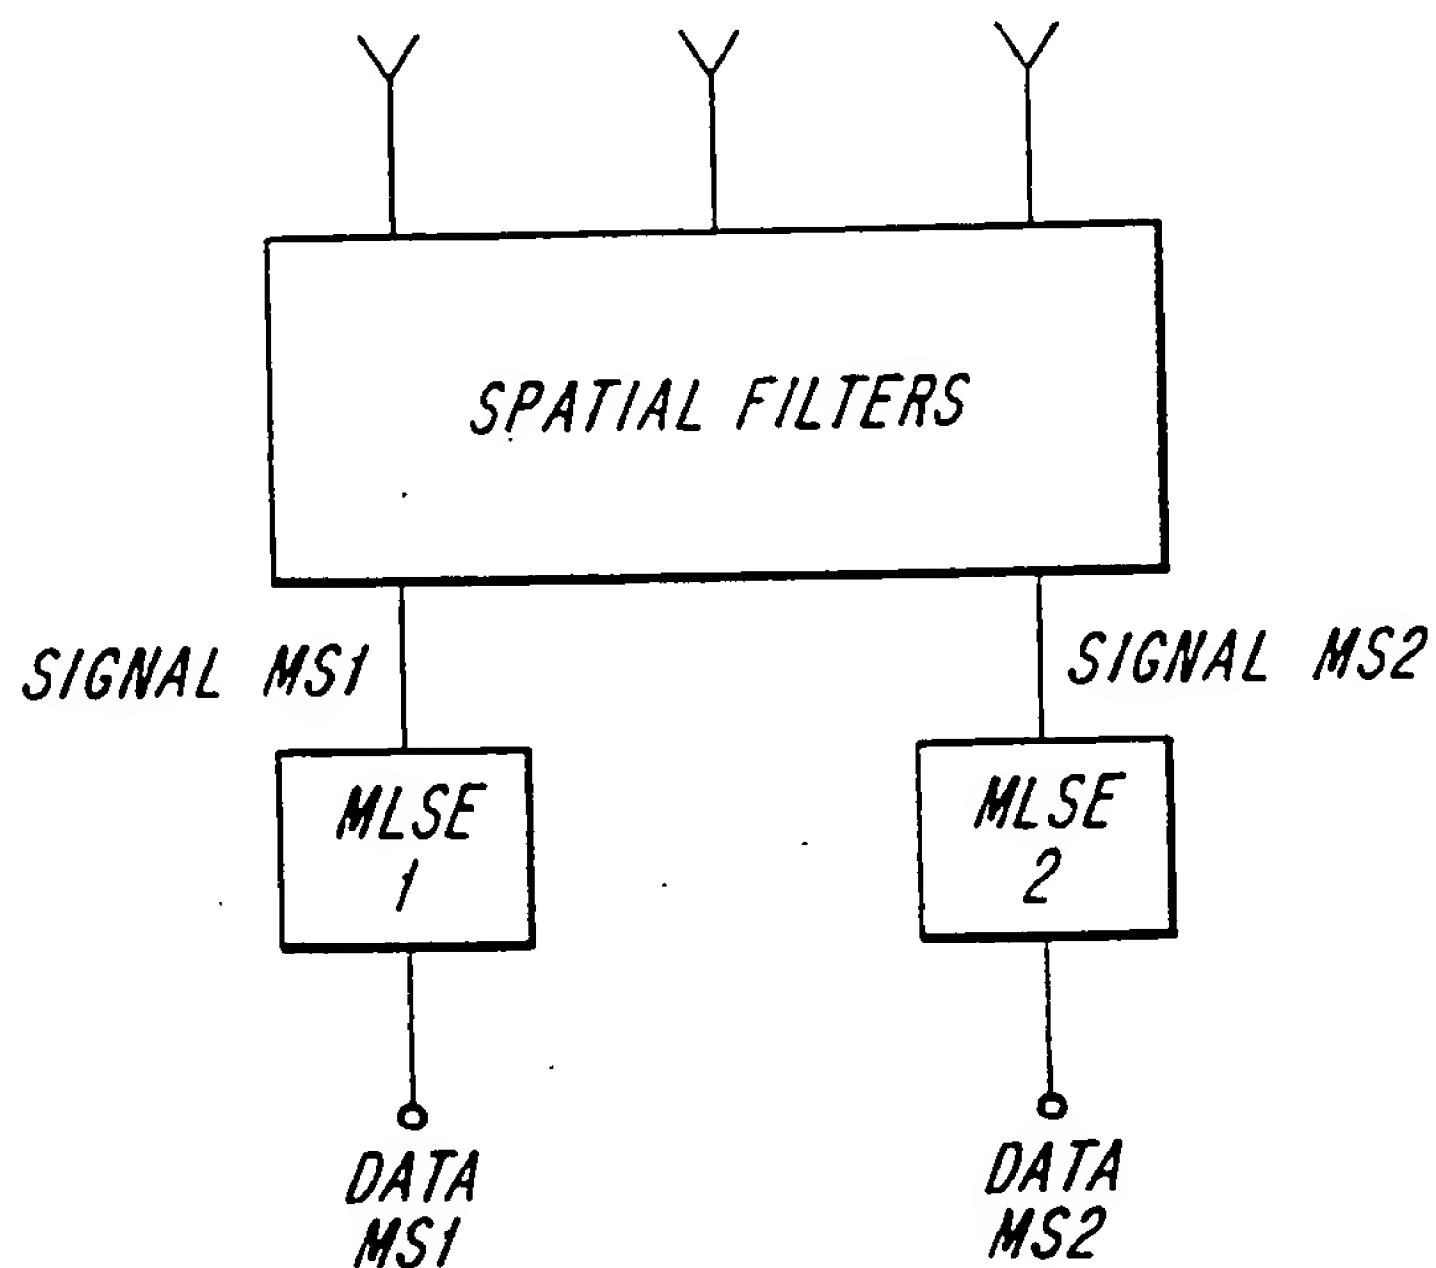 SPATIAL FILTERS
SIGNAL MS1
SIGNAL MS2
MLSE
1
MLSE
2
DATA
MS1
DATA
MS2